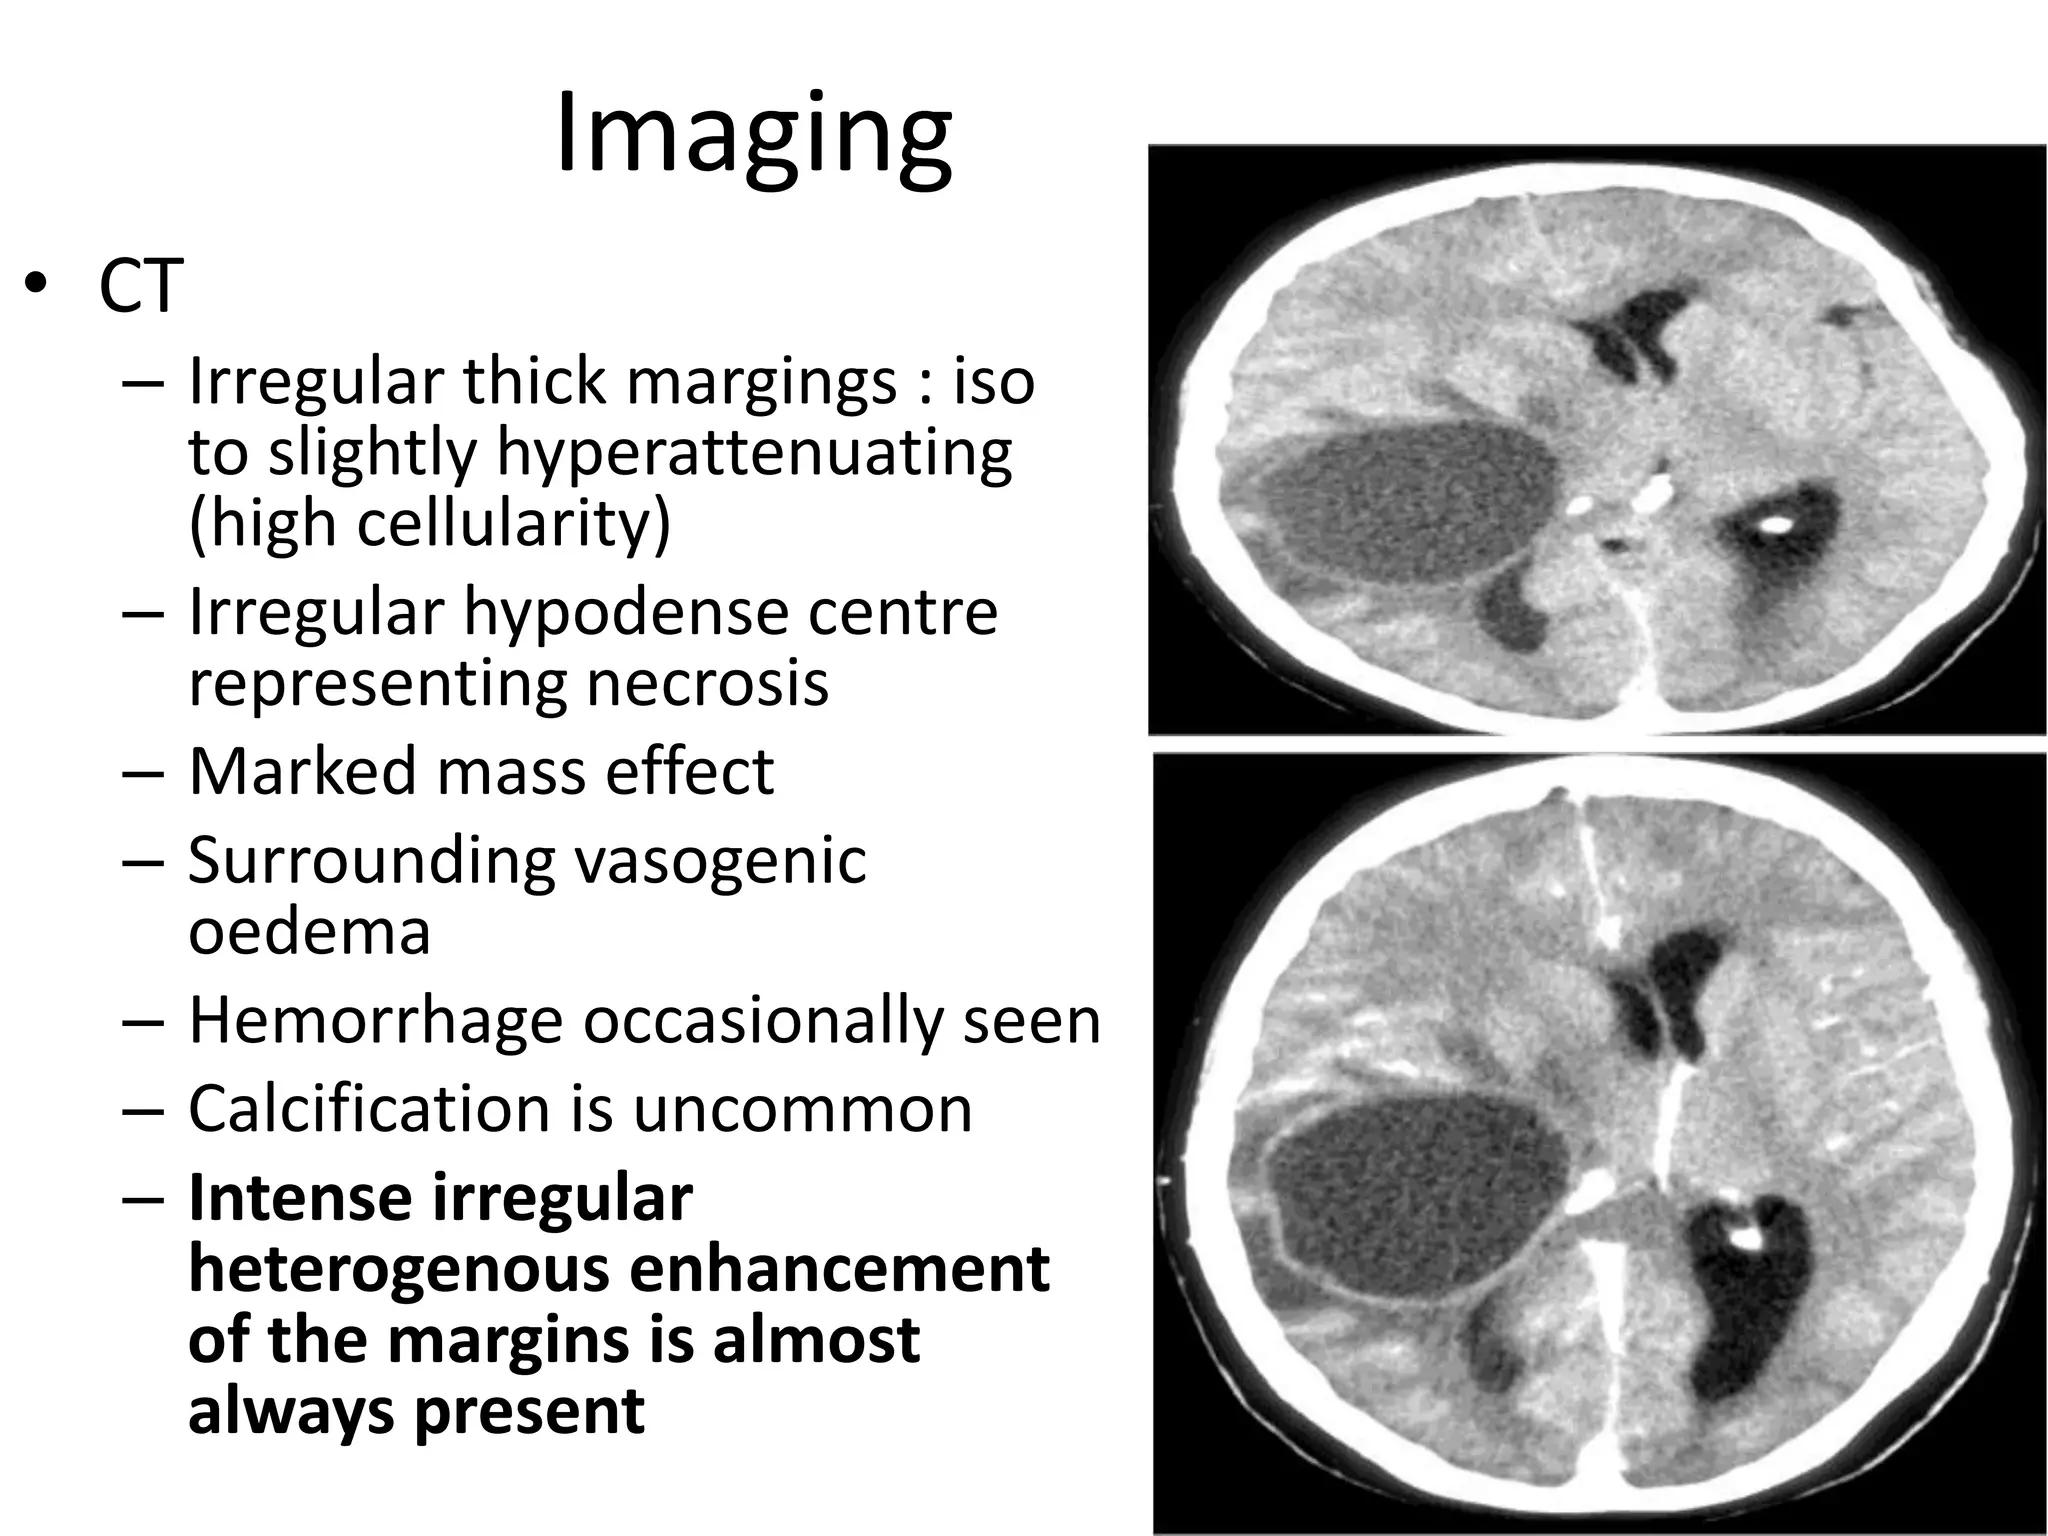 Imaging
• CT
– Irregular thick margings : iso
to slightly hyperattenuating
(high cellularity)
– Irregular hypodense centre
representing necrosis
– Marked mass effect
– Surrounding vasogenic
oedema
– Hemorrhage occasionally seen
– Calcification is uncommon
– Intense irregular
heterogenous enhancement
of the margins is almost
always present